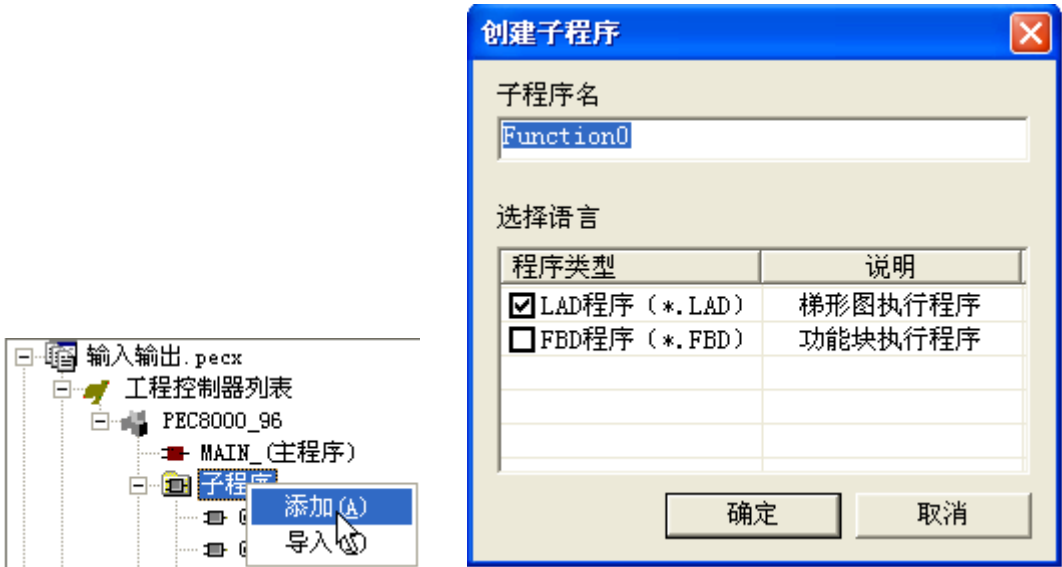 输入输出.pecx
工程控制器列表
PEC8000_96
MAIN_(主程序)
子程序
添加(A)
导入
创建子程序
子程序名
Function0
选择语言
程序类型 说明
LAD程序 (*.LAD) 梯形图执行程序
FBD程序 (*.FBD) 功能块执行程序
确定 取消